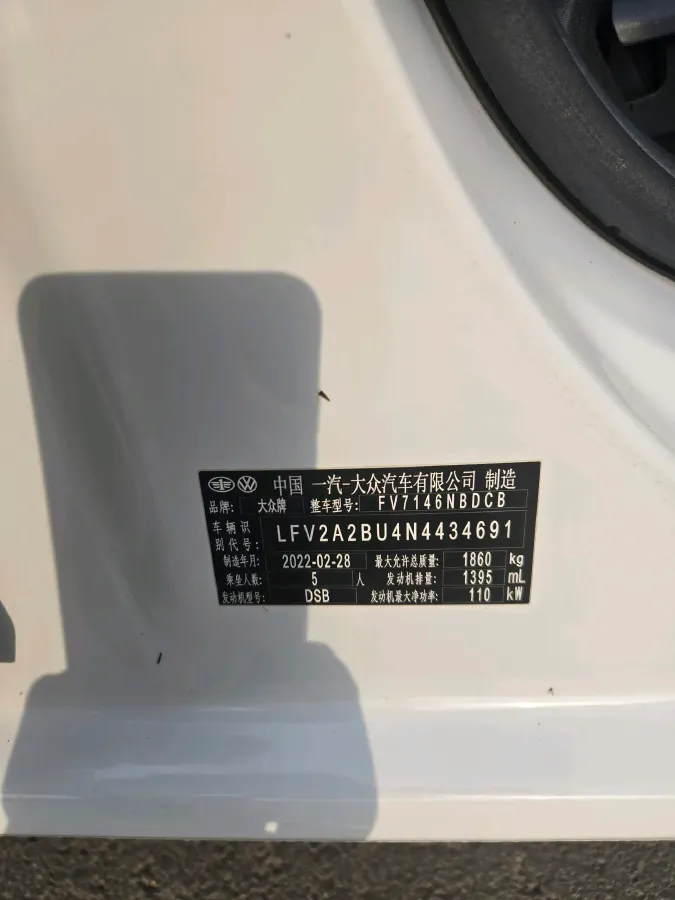 中国 一汽-大众汽车有限公司 制造
品牌: 大众牌 整车型号: FV7146NBDCB
车辆识别代号: LFV2A2BU4N4434691
制造年月: 2022-02-28 最大允许总质量: 1860 kg
乘坐人数: 5 人 发动机排量: 1395 mL
发动机型号: DSB 发动机最大净功率: 110 kW